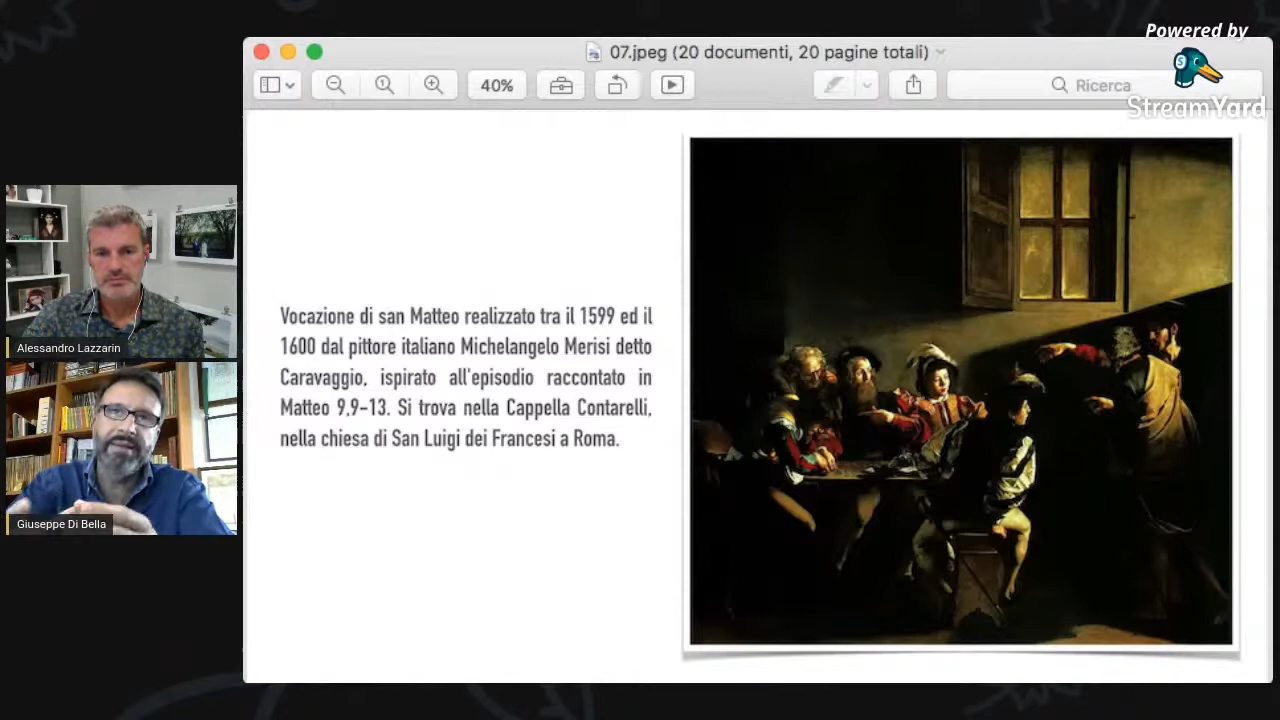 Powered by
StreamYard
07.jpeg (20 documenti, 20 pagine totali)
40%
Ricerca
Vocazione di san Matteo realizzato tra il 1599 ed il
1600 dal pittore italiano Michelangelo Merisi detto
Caravaggio, ispirato all'episodio raccontato in
Matteo 9,9-13. Si trova nella Cappella Contarelli,
nella chiesa di San Luigi dei Francesi a Roma.
Alessandro Lazzarin
Giuseppe Di Bella